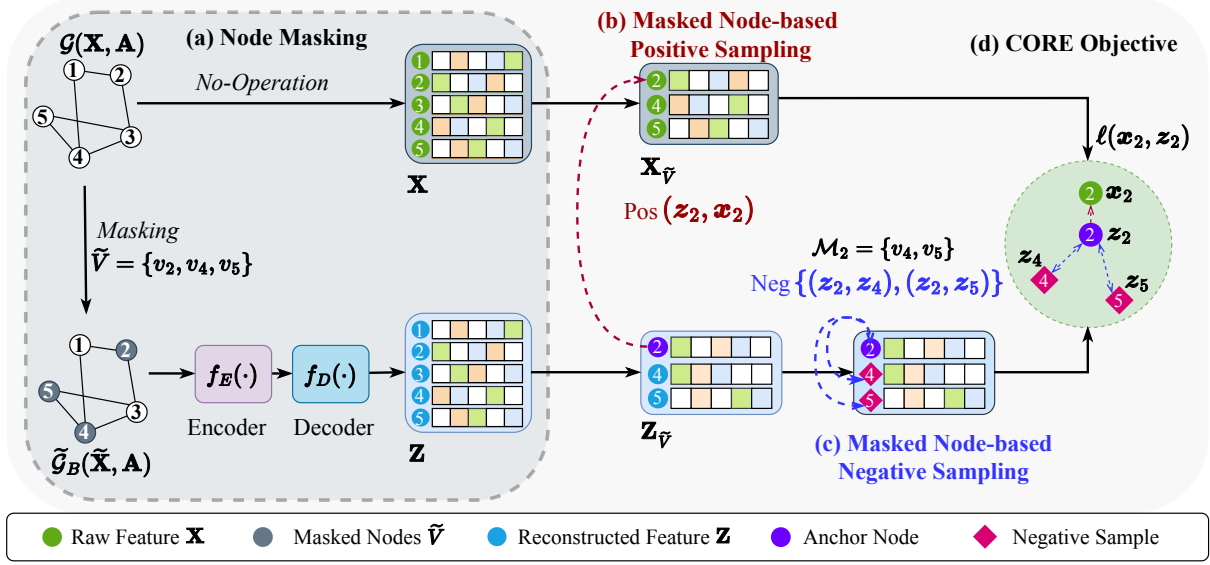 𝒢(𝐗, 𝐀)
(a) Node Masking
(b) Masked Node-based
Positive Sampling
(d) CORE Objective
1 2
5
3
4
No-Operation
1
2
3
4
5
𝐗
2
4
5
𝐗_Ṽ
Pos (𝒛₂, 𝒙₂)
ℓ(𝒙₂, 𝒛₂)
2 𝒙₂
2 𝒛₂
𝒛₄
4
𝒛₅
5
Masking
Ṽ = {𝑣₂, 𝑣₄, 𝑣₅}
ℳ₂ = {𝑣₄, 𝑣₅}
Neg {(𝒛₂, 𝒛₄), (𝒛₂, 𝒛₅)}
1 2
5
3
4
𝒢̃_B(𝐗̃, 𝐀)
f_E(·)
Encoder
f_D(·)
Decoder
1
2
3
4
5
𝐙
2
4
5
𝐙_Ṽ
2
4
5
(c) Masked Node-based
Negative Sampling
Raw Feature 𝐗 Masked Nodes Ṽ Reconstructed Feature 𝐙 Anchor Node Negative Sample